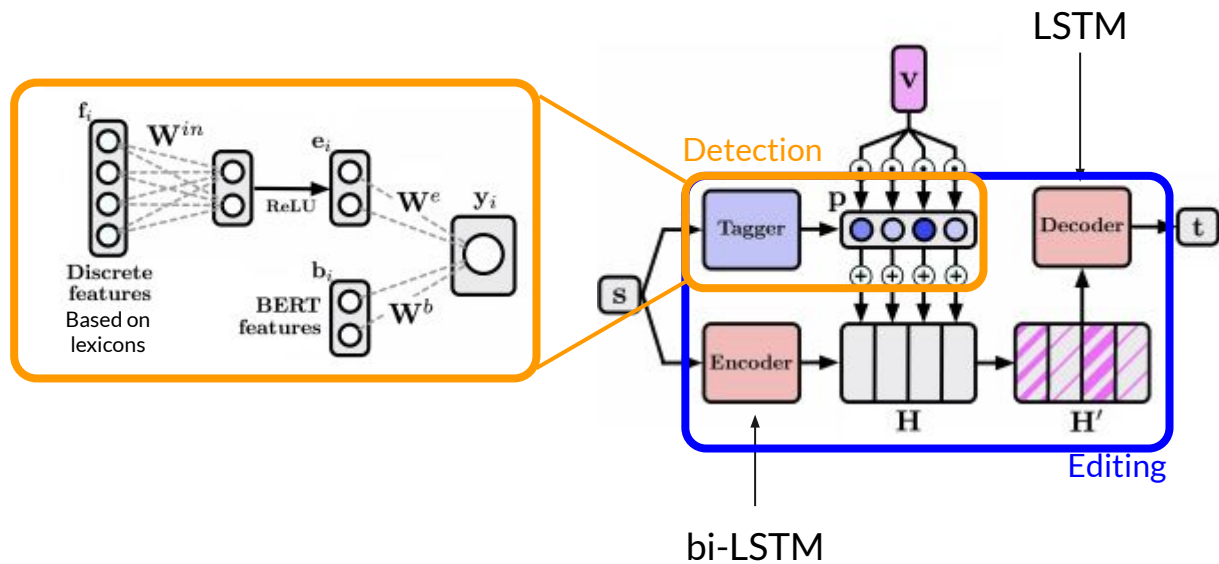 LSTM
v
f_i
W^{in}
e_i
ReLU
W^e
y_i
Discrete
features
Based on
lexicons
b_i
BERT
features
W^b
Detection
p
Tagger
Decoder
t
s
Encoder
H
H′
Editing
bi-LSTM